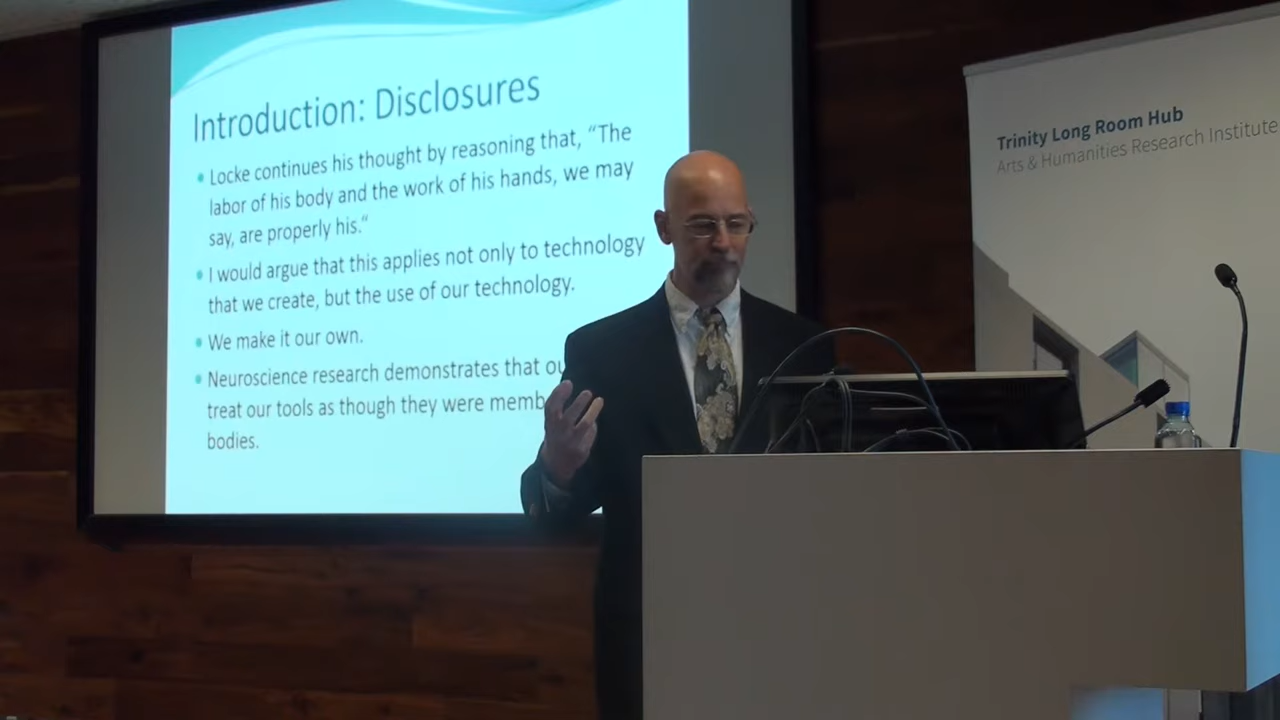 Introduction: Disclosures
• Locke continues his thought by reasoning that, “The
labor of his body and the work of his hands, we may
say, are properly his.“
• I would argue that this applies not only to technology
that we create, but the use of our technology.
• We make it our own.
• Neuroscience research demonstrates that
treat our tools as though they were
bodies.
Trinity Long Room Hub
Arts & Humanities Research Institute